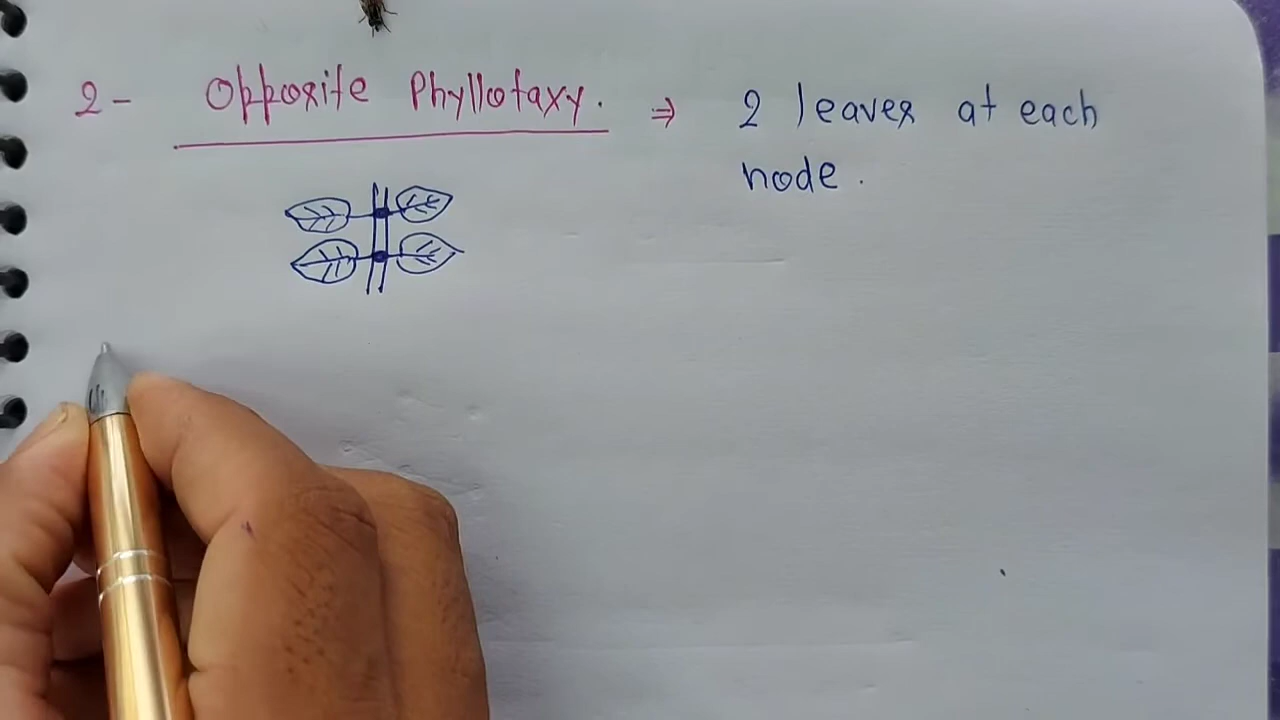 2- Opposite Phyllotaxy. ⇒ 2 leaves at each
node.